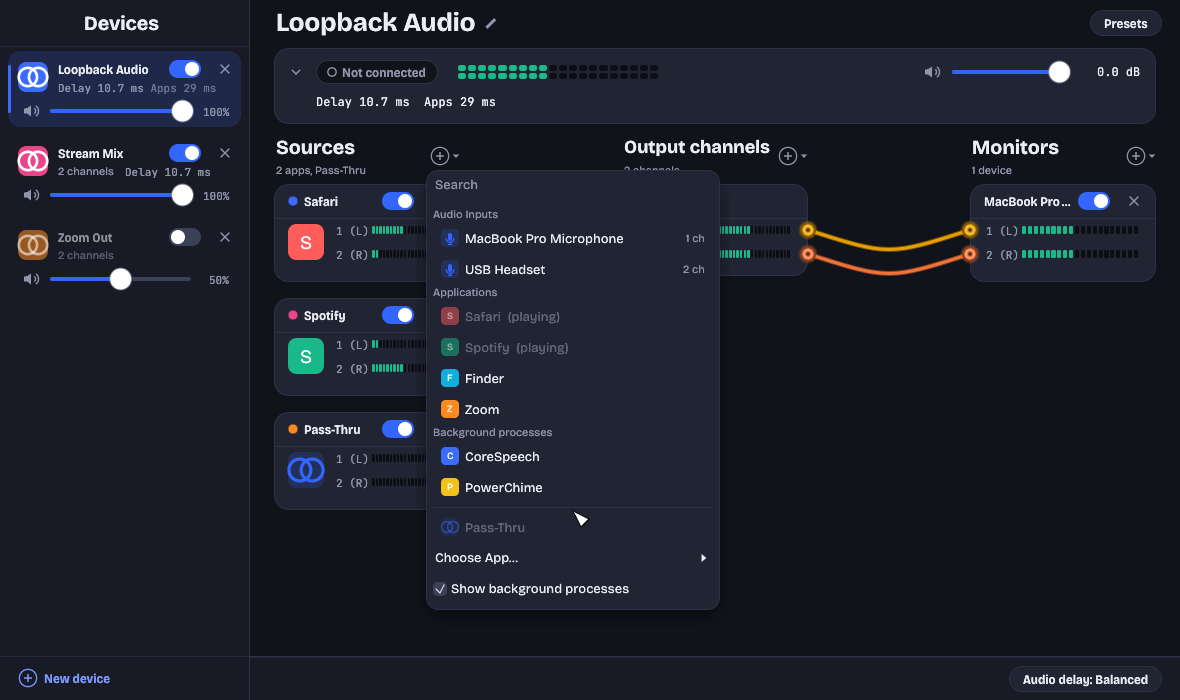 Devices
Loopback Audio
Delay 10.7 ms Apps 29 ms
100%
Stream Mix
2 channels Delay 10.7 ms
100%
Zoom Out
2 channels
50%
New device
Loopback Audio
Presets
Not connected
0.0 dB
Delay 10.7 ms Apps 29 ms
Sources
2 apps, Pass-Thru
Safari
S
1 (L)
2 (R)
Spotify
S
1 (L)
2 (R)
Pass-Thru
1 (L)
2 (R)
Output channels
2 channels
Search
Audio Inputs
MacBook Pro Microphone 1 ch
USB Headset 2 ch
Applications
S Safari (playing)
S Spotify (playing)
F Finder
Z Zoom
Background processes
C CoreSpeech
P PowerChime
Pass-Thru
Choose App...
Show background processes
Monitors
1 device
MacBook Pro ...
1 (L)
2 (R)
Audio delay: Balanced